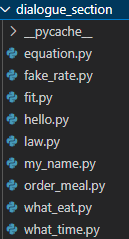 dialogue_section
__pycache__
equation.py
fake_rate.py
fit.py
hello.py
law.py
my_name.py
order_meal.py
what_eat.py
what_time.py